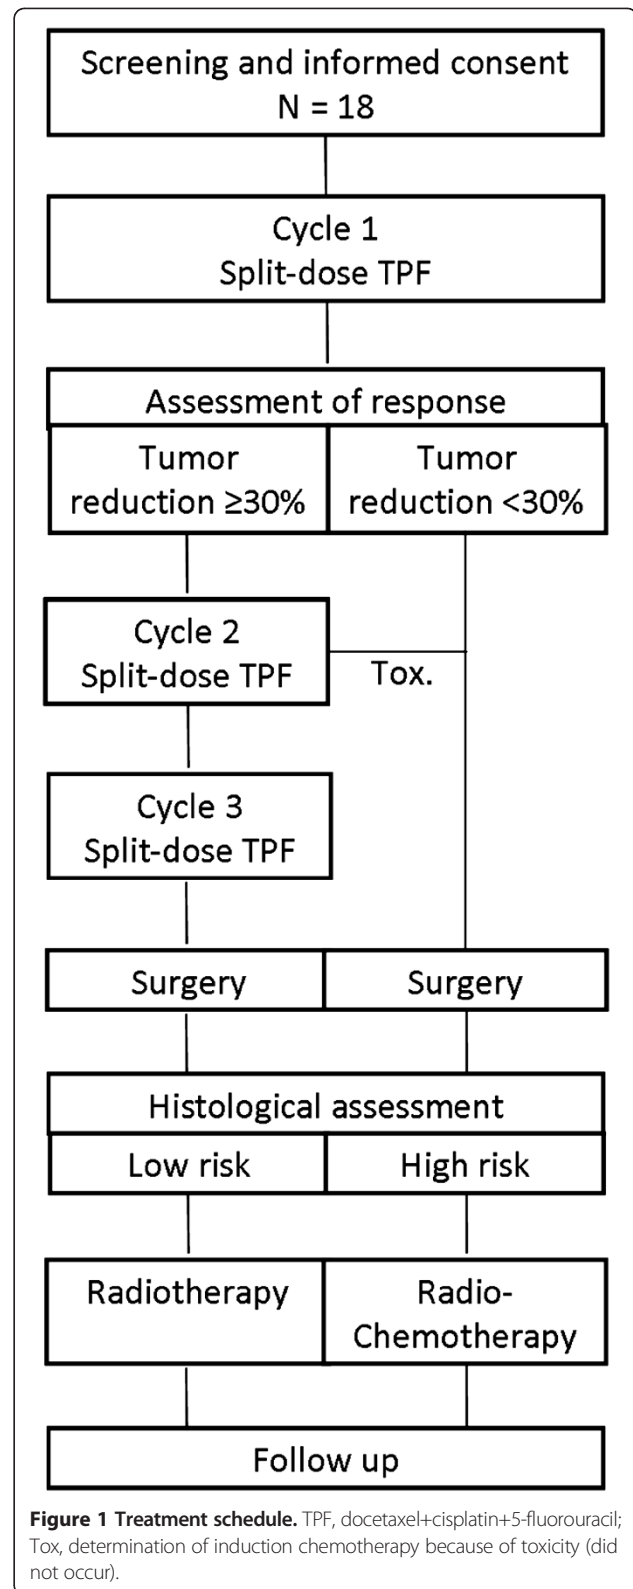 Screening and informed consent
N = 18
Cycle 1
Split-dose TPF
Assessment of response
Tumor
reduction ≥30%
Tumor
reduction <30%
Cycle 2
Split-dose TPF
Tox.
Cycle 3
Split-dose TPF
Surgery
Surgery
Histological assessment
Low risk
High risk
Radiotherapy
Radio-
Chemotherapy
Follow up
Figure 1 Treatment schedule. TPF, docetaxel+cisplatin+5-fluorouracil;
Tox, determination of induction chemotherapy because of toxicity (did
not occur).